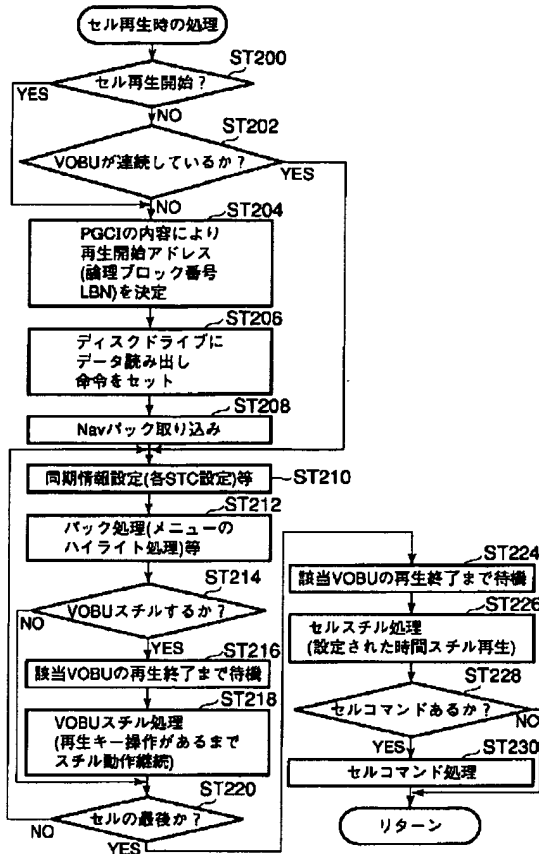 セル再生時の処理
ST200
セル再生開始？
YES
NO
ST202
VOBUが連続しているか？
YES
NO
ST204
PGCIの内容により
再生開始アドレス
(論理ブロック番号
LBN)を決定
ST206
ディスクドライブに
データ読み出し
命令をセット
ST208
Navパック取り込み
同期情報設定(各STC設定)等
ST210
ST212
パック処理(メニューの
ハイライト処理)等
ST214
VOBUスチルするか？
NO
YES
ST216
該当VOBUの再生終了まで待機
ST218
VOBUスチル処理
(再生キー操作があるまで
スチル動作継続)
ST220
セルの最後か？
NO
YES
ST224
該当VOBUの再生終了まで待機
ST226
セルスチル処理
(設定された時間スチル再生)
ST228
セルコマンドあるか？
NO
YES
ST230
セルコマンド処理
リターン